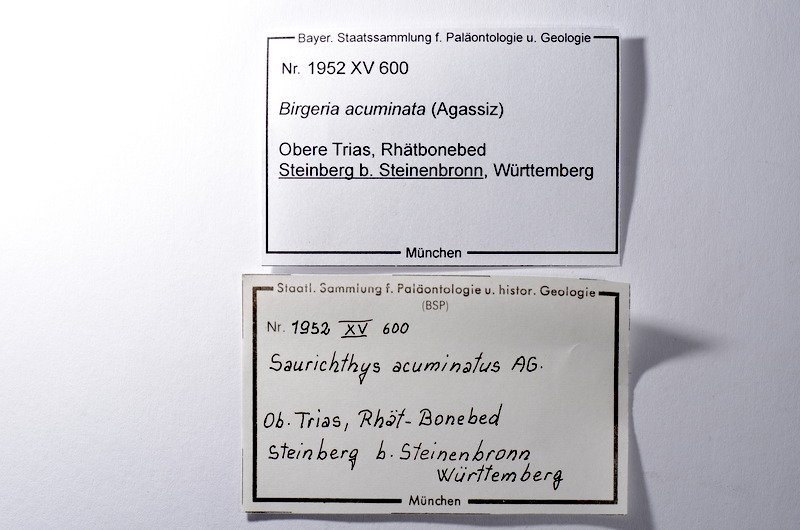 Bayer. Staatssammlung f. Paläontologie u. Geologie
Nr. 1952 XV 600
Birgeria acuminata (Agassiz)
Obere Trias, Rhätbonebed
Steinberg b. Steinenbronn, Württemberg
München
Staatl. Sammlung f. Paläontologie u. histor. Geologie
(BSP)
Nr. 1952 XV 600
Saurichthys acuminatus AG.
Ob. Trias, Rhät-Bonebed
Steinberg b. Steinenbronn
Württemberg
München